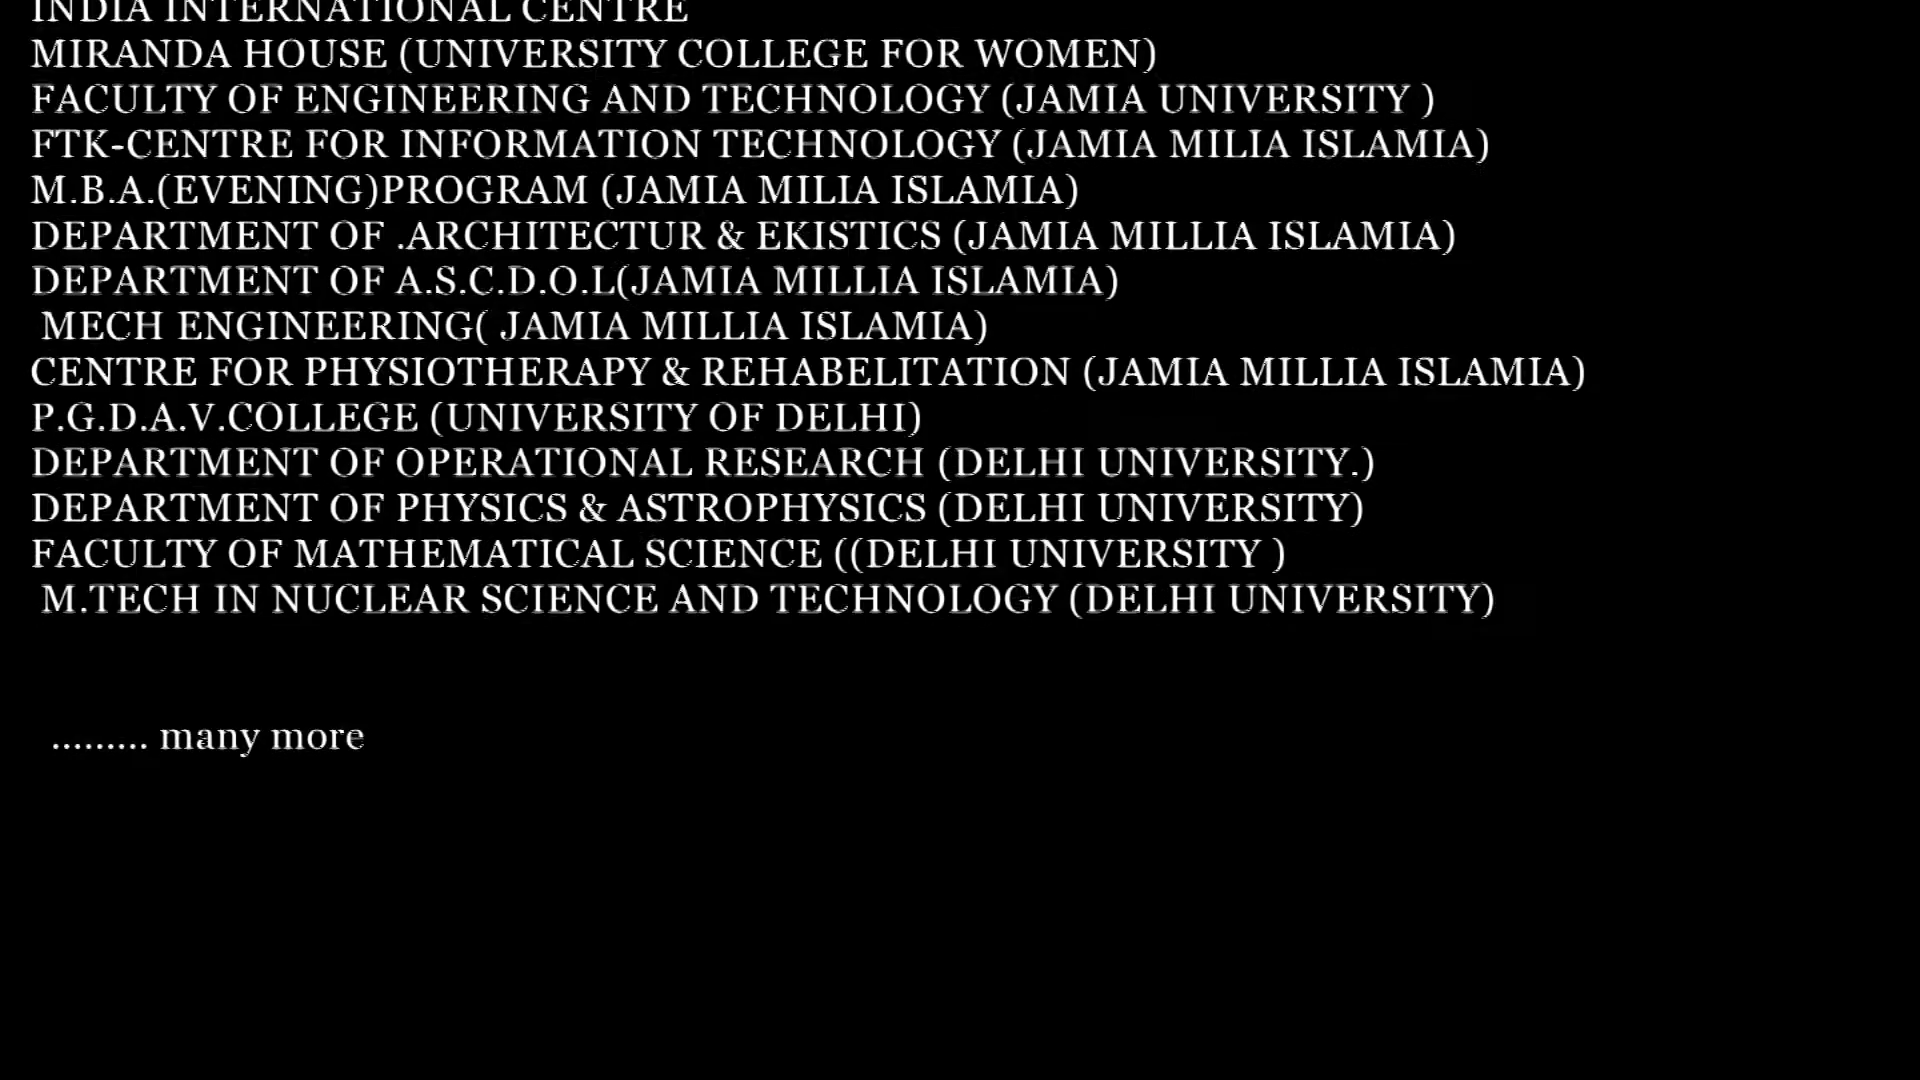 INDIA INTERNATIONAL CENTRE
MIRANDA HOUSE (UNIVERSITY COLLEGE FOR WOMEN)
FACULTY OF ENGINEERING AND TECHNOLOGY (JAMIA UNIVERSITY )
FTK-CENTRE FOR INFORMATION TECHNOLOGY (JAMIA MILIA ISLAMIA)
M.B.A.(EVENING)PROGRAM (JAMIA MILIA ISLAMIA)
DEPARTMENT OF .ARCHITECTUR & EKISTICS (JAMIA MILLIA ISLAMIA)
DEPARTMENT OF A.S.C.D.O.L(JAMIA MILLIA ISLAMIA)
MECH ENGINEERING( JAMIA MILLIA ISLAMIA)
CENTRE FOR PHYSIOTHERAPY & REHABELITATION (JAMIA MILLIA ISLAMIA)
P.G.D.A.V.COLLEGE (UNIVERSITY OF DELHI)
DEPARTMENT OF OPERATIONAL RESEARCH (DELHI UNIVERSITY.)
DEPARTMENT OF PHYSICS & ASTROPHYSICS (DELHI UNIVERSITY)
FACULTY OF MATHEMATICAL SCIENCE ((DELHI UNIVERSITY )
M.TECH IN NUCLEAR SCIENCE AND TECHNOLOGY (DELHI UNIVERSITY)
......... many more